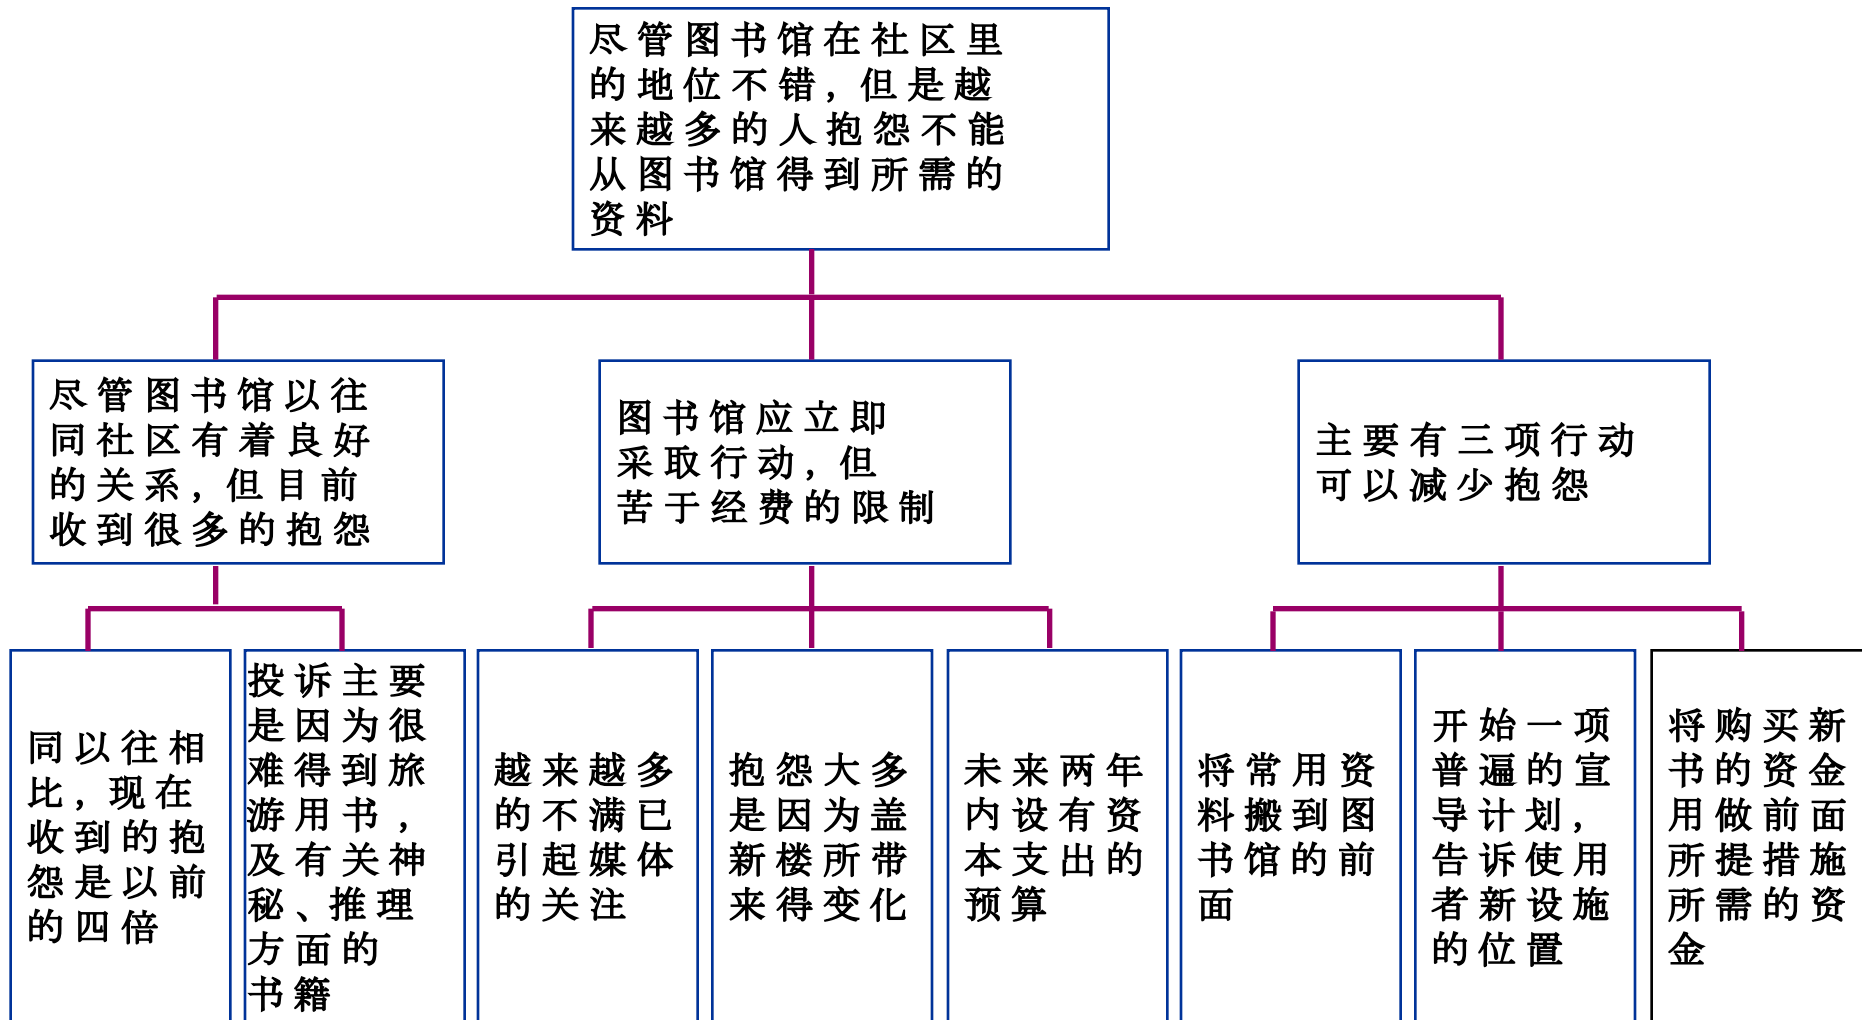 尽管图书馆在社区里
的地位不错，但是越
来越多的人抱怨不能
从图书馆得到所需的
资料
尽管图书馆以往
同社区有着良好
的关系，但目前
收到很多的抱怨
图书馆应立即
采取行动，但
苦于经费的限制
主要有三项行动
可以减少抱怨
同以往相
比，现在
收到的抱
怨是以前
的四倍
投诉主要
是因为很
难得到旅
游用书，
及有关神
秘、推理
方面的
书籍
越来越多
的不满已
引起媒体
的关注
抱怨大多
是因为盖
新楼所带
来得变化
未来两年
内设有资
本支出的
预算
将常用资
料搬到图
书馆的前
面
开始一项
普遍的宣
导计划，
告诉使用
者新设施
的位置
将购买新
书的资金
用做前面
所提措施
所需的资
金